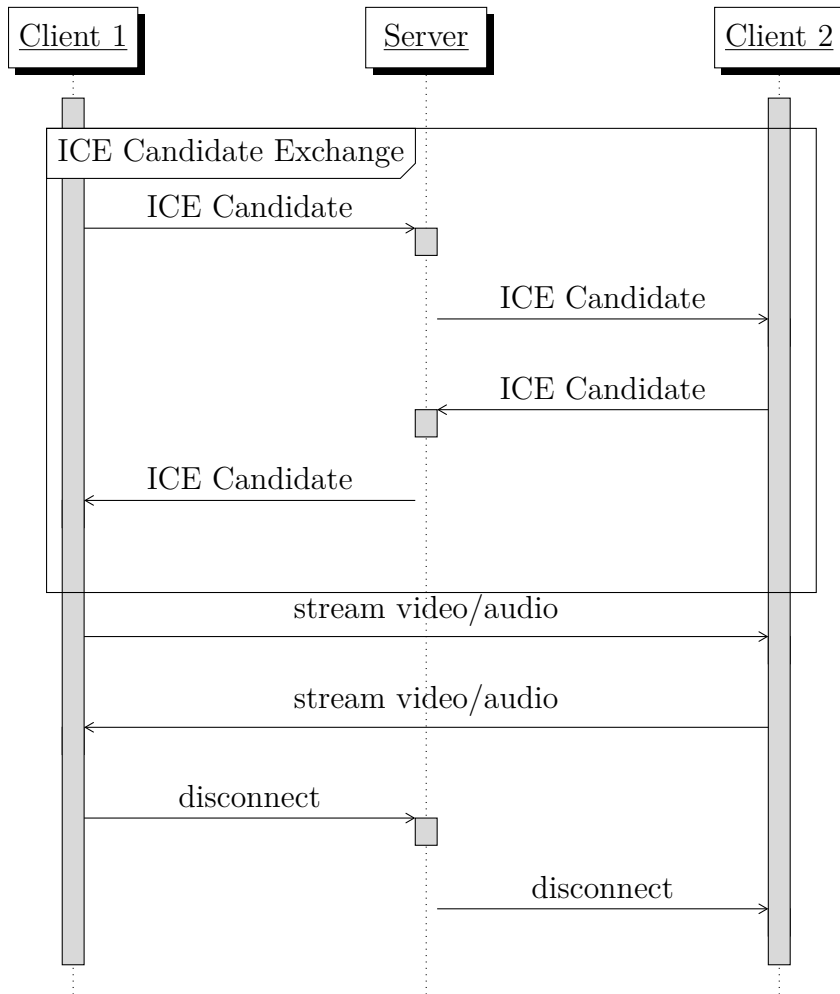 Client 1
Server
Client 2
ICE Candidate Exchange
ICE Candidate
ICE Candidate
ICE Candidate
ICE Candidate
stream video/audio
stream video/audio
disconnect
disconnect